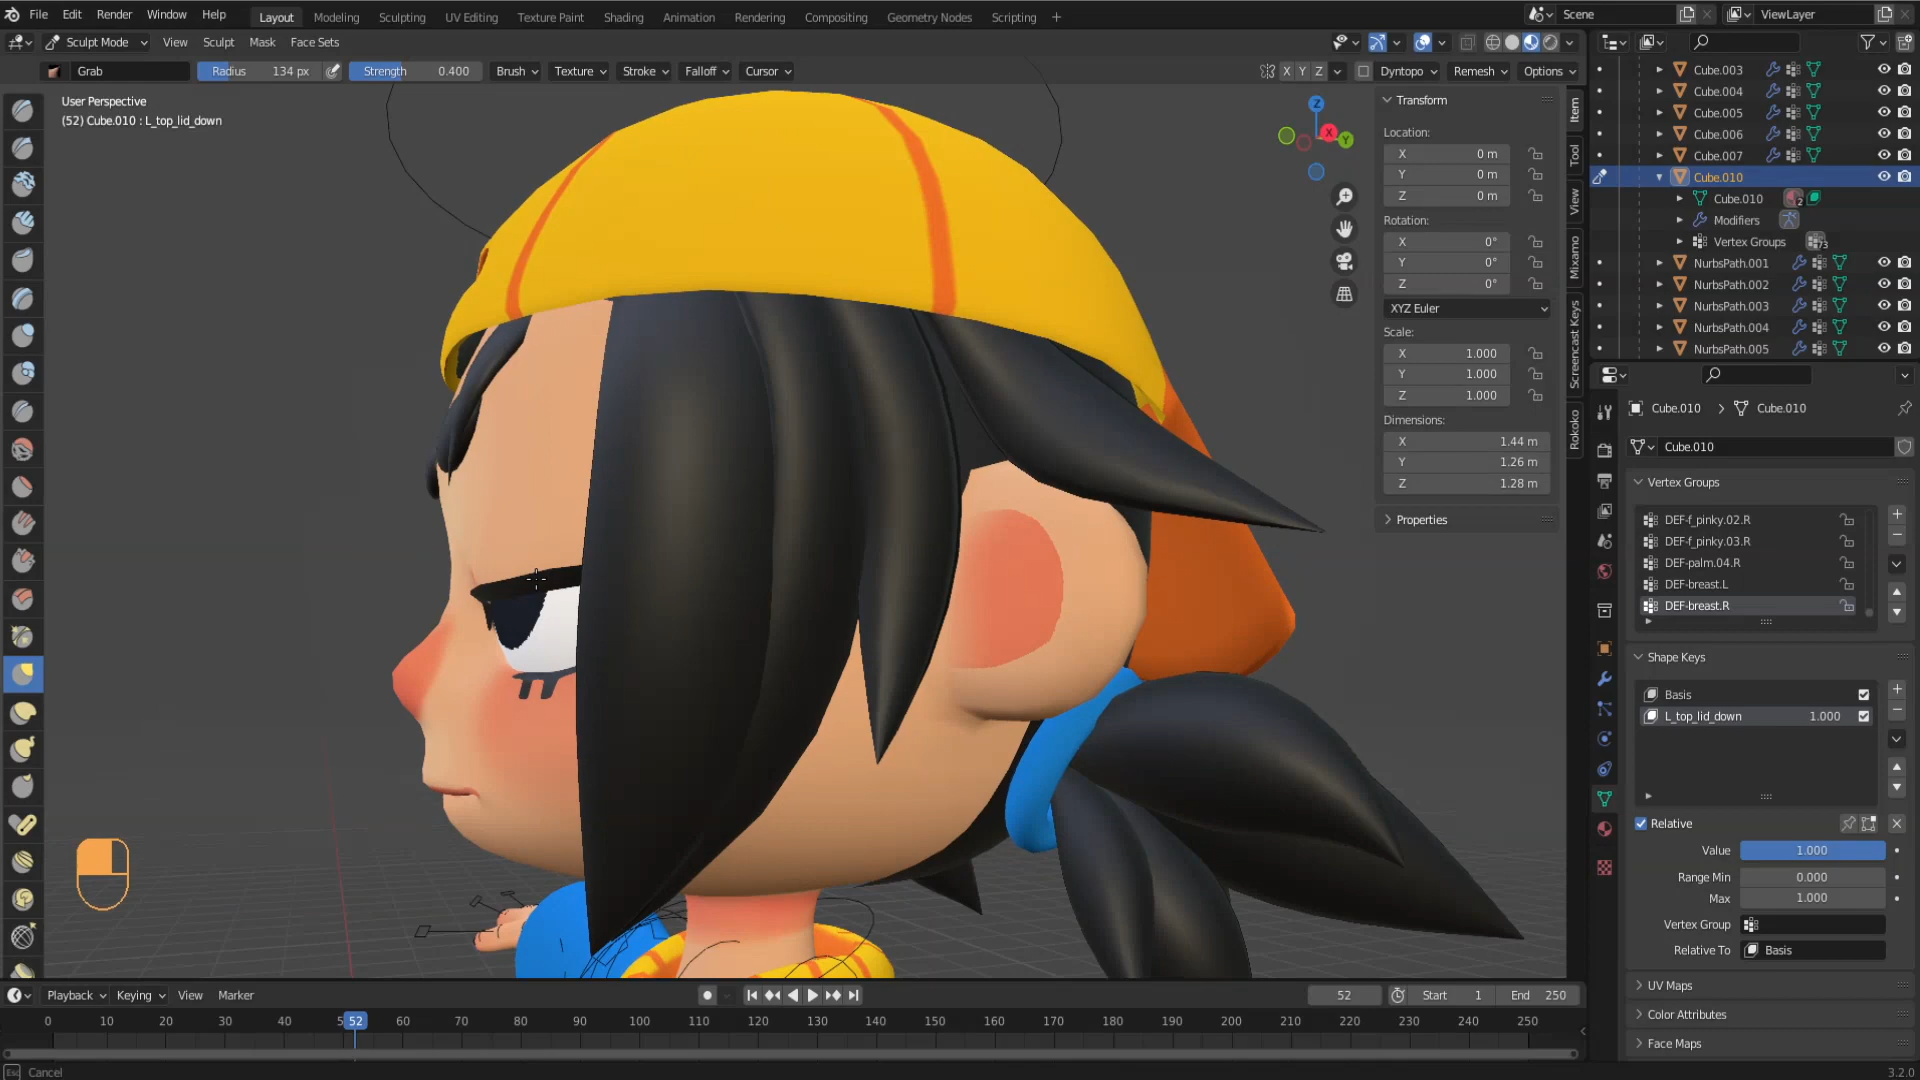 File Edit Render Window Help
Layout Modeling Sculpting UV Editing Texture Paint Shading Animation Rendering Compositing Geometry Nodes Scripting +
Scene
ViewLayer
Sculpt Mode View Sculpt Mask Face Sets
Grab Radius 134 px Strength 0.400 Brush Texture Stroke Falloff Cursor
X Y Z Dyntopo Remesh Options
User Perspective
(52) Cube.010 : L_top_lid_down
Z
X
Y
Transform
Location:
X 0 m
Y 0 m
Z 0 m
Rotation:
X 0°
Y 0°
Z 0°
XYZ Euler
Scale:
X 1.000
Y 1.000
Z 1.000
Dimensions:
X 1.44 m
Y 1.26 m
Z 1.28 m
Properties
Item
Tool
View
Mixamo
Screencast Keys
Rokoko
Cube.003
Cube.004
Cube.005
Cube.006
Cube.007
Cube.010
Cube.010 2
Modifiers
Vertex Groups 73
NurbsPath.001
NurbsPath.002
NurbsPath.003
NurbsPath.004
NurbsPath.005
Cube.010 Cube.010
Cube.010
Vertex Groups
DEF-f_pinky.02.R
DEF-f_pinky.03.R
DEF-palm.04.R
DEF-breast.L
DEF-breast.R
Shape Keys
Basis
L_top_lid_down 1.000
Relative
Value 1.000
Range Min 0.000
Max 1.000
Vertex Group
Relative To Basis
UV Maps
Color Attributes
Face Maps
Playback Keying View Marker
52 Start 1 End 250
0 10 20 30 40 5 52 60 70 80 90 100 110 120 130 140 150 160 170 180 190 200 210 220 230 240 250
Esc Cancel
3.2.0